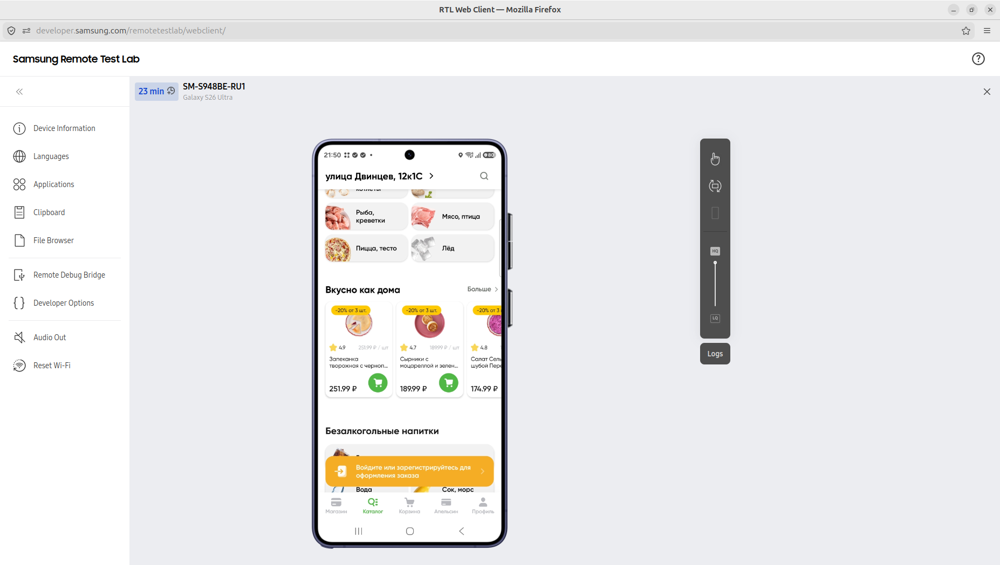 RTL Web Client — Mozilla Firefox
developer.samsung.com/remotetestlab/webclient/
Samsung Remote Test Lab
23 min
SM-S948BE-RU1
Galaxy S26 Ultra
Device Information
Languages
Applications
Clipboard
File Browser
Remote Debug Bridge
Developer Options
Audio Out
Reset Wi-Fi
21:50
80
улица Двинцев, 12к1С
котлеты
Рыба,
креветки
Мясо, птица
Пицца, тесто
Лёд
Вкусно как дома
Больше
-20% от 3 шт.
-20% от 3 шт.
-20% от 3
4.9
251.99 ₽ / шт
4.7
189.99 ₽ / шт
4.8
Запеканка
творожная с черноп...
Сырники с
моцареллой и зелен...
Салат Сель
шубой Пере
251.99 ₽
189.99 ₽
174.99 ₽
Безалкогольные напитки
Войдите или зарегистрируйтесь для
оформления заказа
Вода
Сок, морс
Магазин
Каталог
Корзина
Апельсин
Профиль
HQ
LQ
Logs